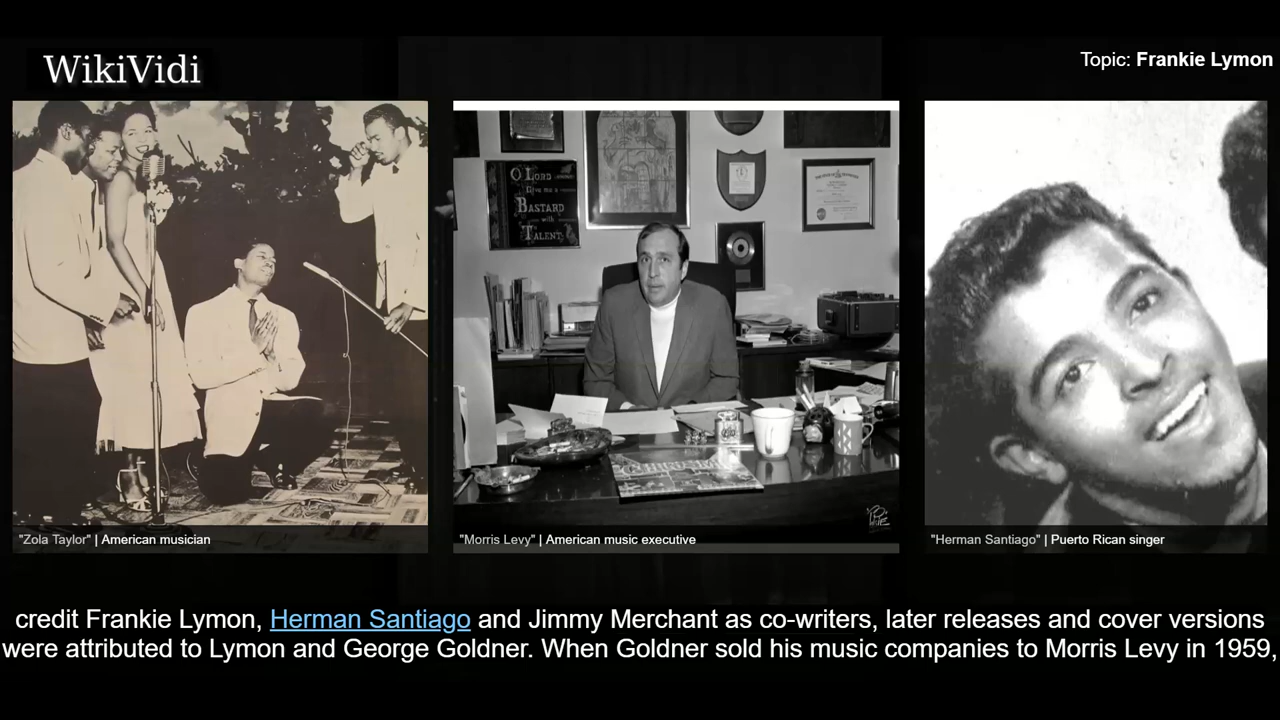 WikiVidi
Topic: Frankie Lymon
O LORD
Give me a
BASTARD
with
TALENT
"Zola Taylor" | American musician
"Morris Levy" | American music executive
"Herman Santiago" | Puerto Rican singer
credit Frankie Lymon, Herman Santiago and Jimmy Merchant as co-writers, later releases and cover versions
were attributed to Lymon and George Goldner. When Goldner sold his music companies to Morris Levy in 1959,